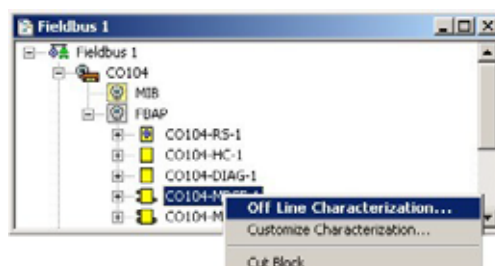 Fieldbus 1
Fieldbus 1
CO104
MIB
FBAP
CO104-RS-1
CO104-HC-1
CO104-DIAG-1
Off Line Characterization...
Customize Characterization...
Cut Block